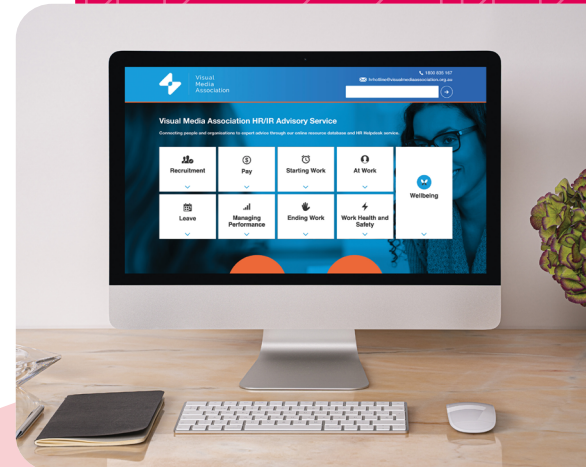 Visual
Media
Association
1800 835 167
hrhotline@visualmediaassociation.org.au
Visual Media Association HR/IR Advisory Service
Connecting people and organisations to expert advice through our online resource database and HR Helpdesk service.
Recruitment
Pay
Starting Work
At Work
Wellbeing
Leave
Managing
Performance
Ending Work
Work Health and
Safety